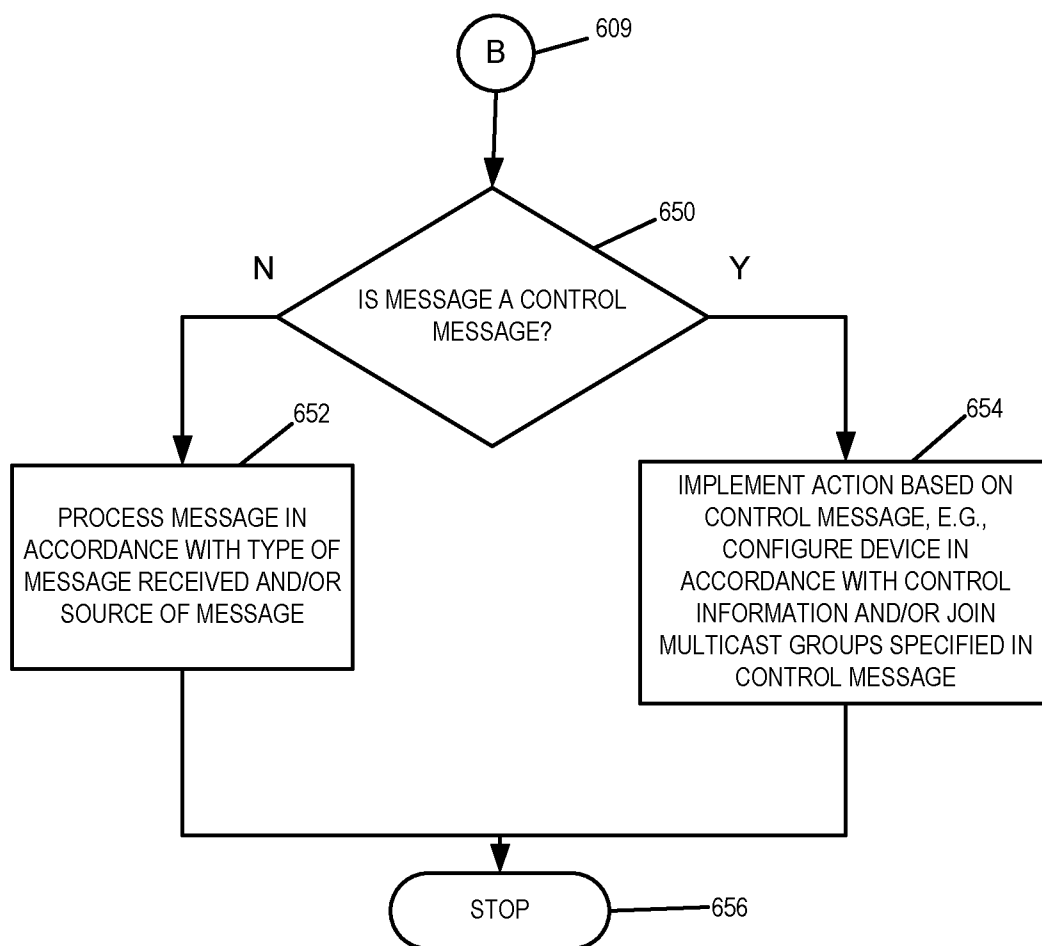 B
609
650
N
Y
IS MESSAGE A CONTROL
MESSAGE?
652
654
PROCESS MESSAGE IN
ACCORDANCE WITH TYPE OF
MESSAGE RECEIVED AND/OR
SOURCE OF MESSAGE
IMPLEMENT ACTION BASED ON
CONTROL MESSAGE, E.G.,
CONFIGURE DEVICE IN
ACCORDANCE WITH CONTROL
INFORMATION AND/OR JOIN
MULTICAST GROUPS SPECIFIED IN
CONTROL MESSAGE
STOP
656